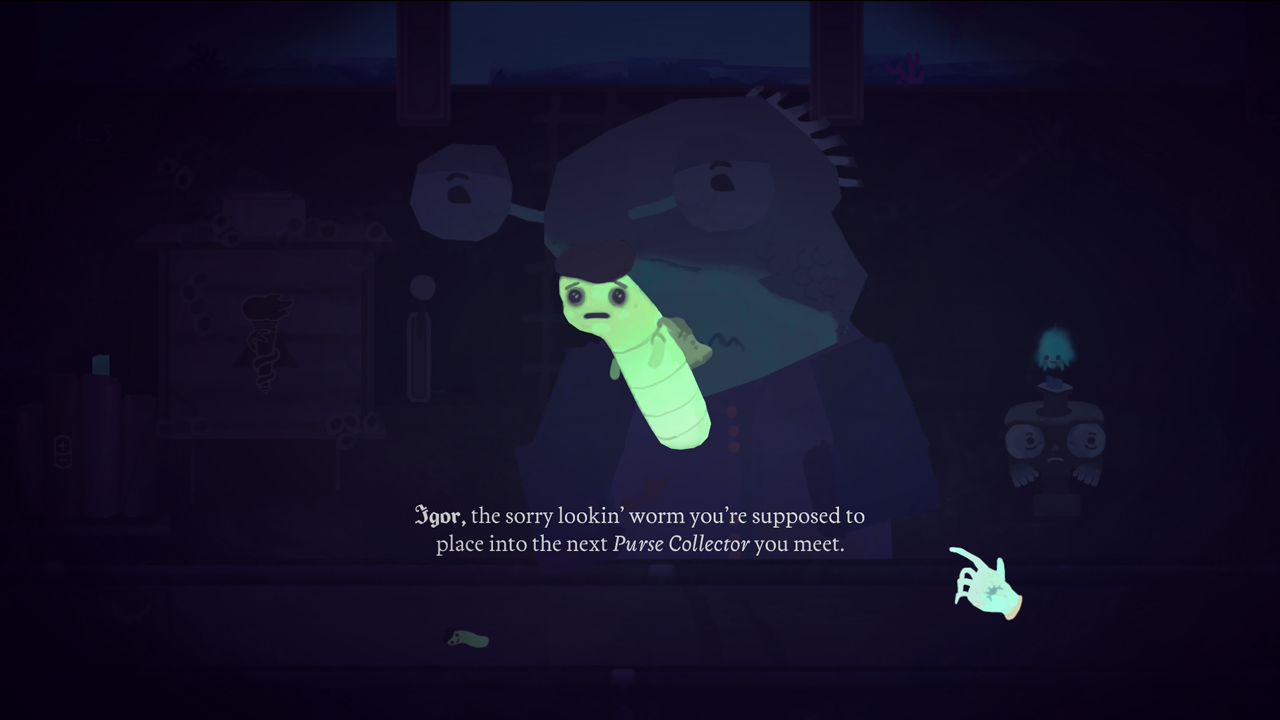 Igor, the sorry lookin’ worm you’re supposed to
place into the next Purse Collector you meet.